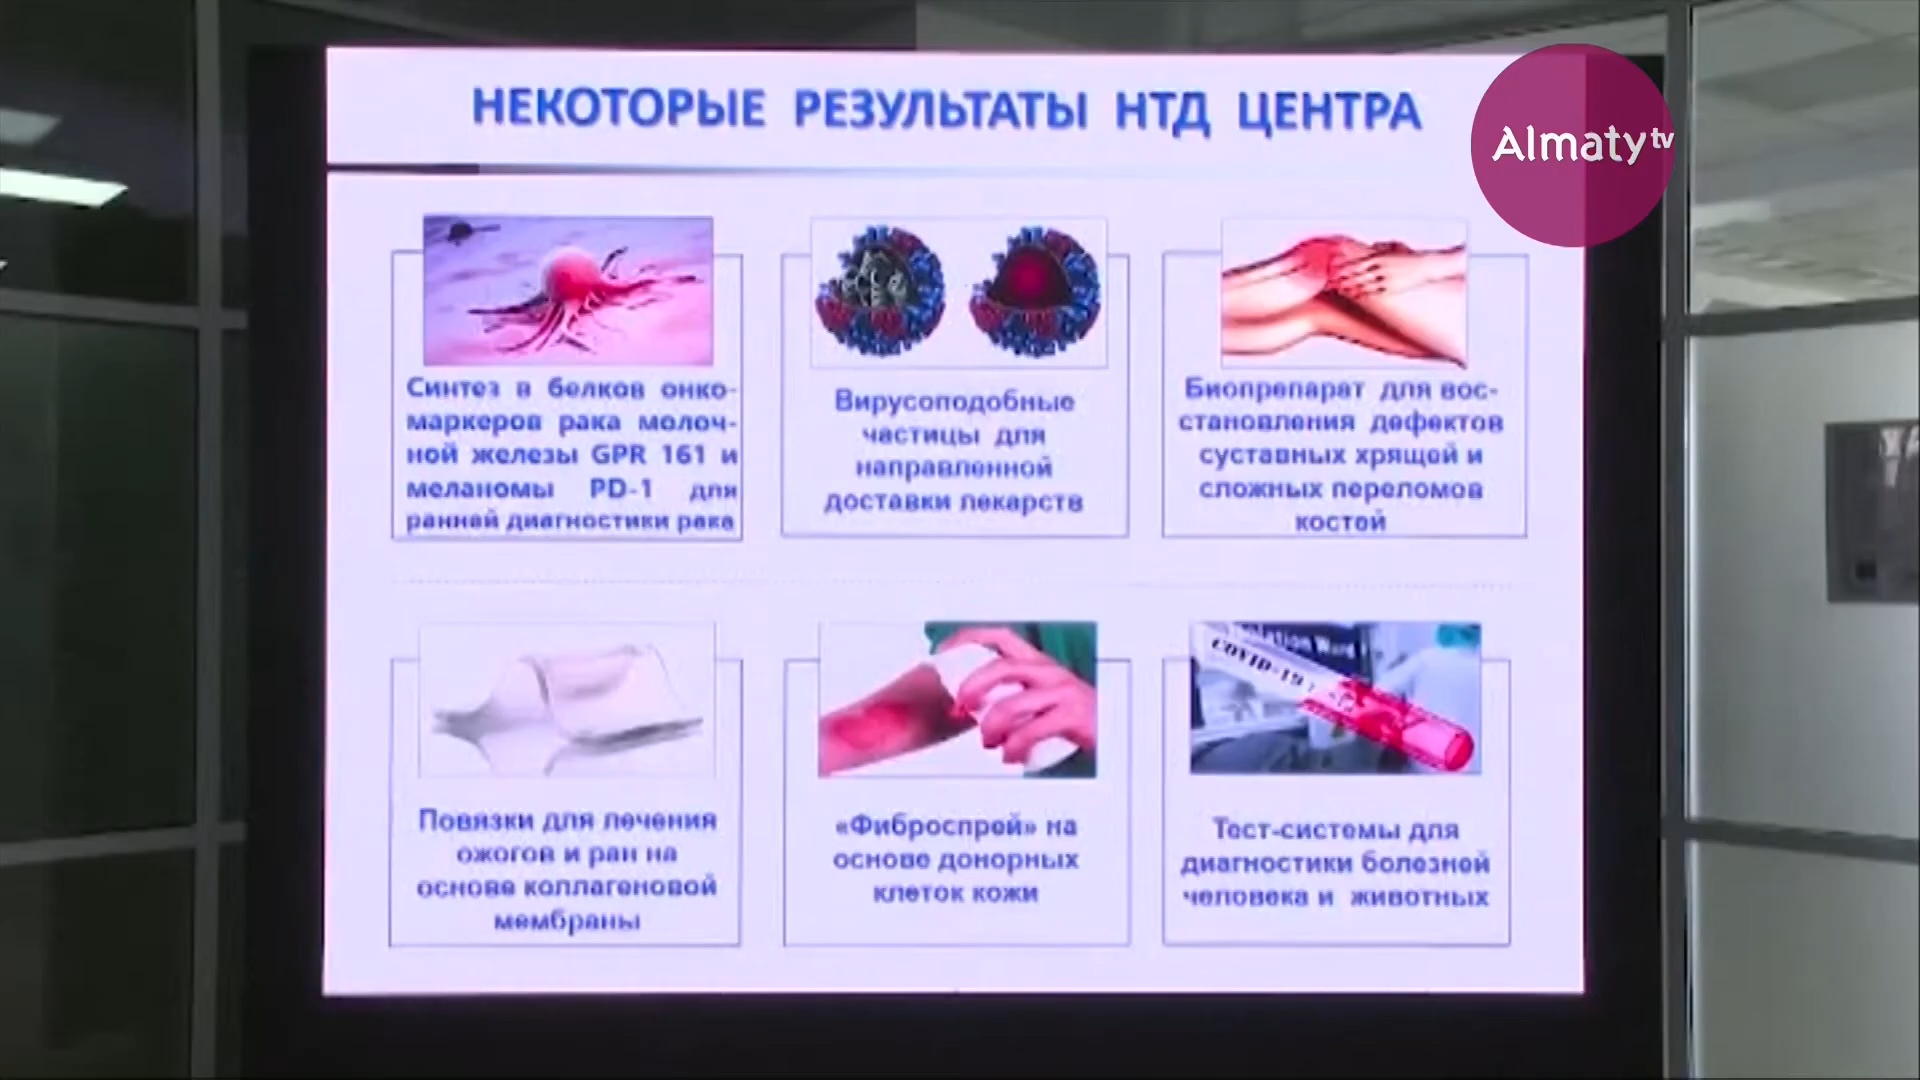 НЕКОТОРЫЕ РЕЗУЛЬТАТЫ НТД ЦЕНТРА
Almaty tv
Синтез в белков онко-
маркеров рака молоч-
ной железы GPR 161 и
меланомы PD-1 для
ранней диагностики рака
Вирусоподобные
частицы для
направленной
доставки лекарств
Биопрепарат для вос-
становления дефектов
суставных хрящей и
сложных переломов
костей
Повязки для лечения
ожогов и ран на
основе коллагеновой
мембраны
«Фиброспрей» на
основе донорных
клеток кожи
Isolation Ward
COVID-19
Тест-системы для
диагностики болезней
человека и животных